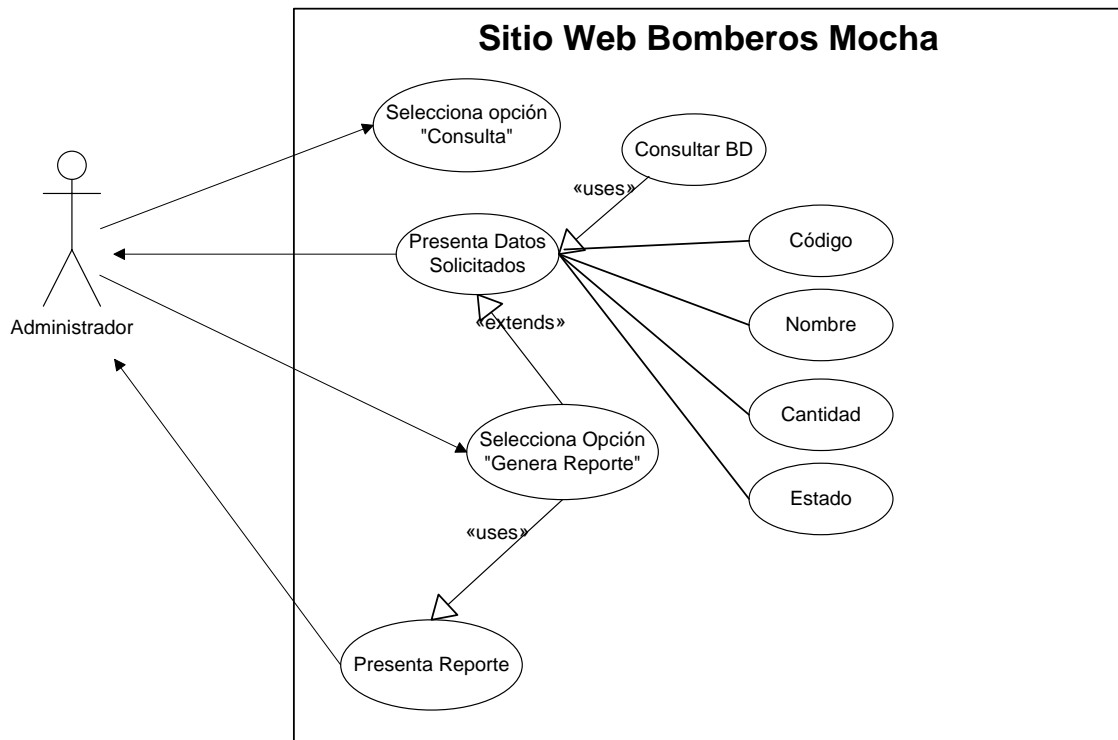 Sitio Web Bomberos Mocha
Selecciona opción
"Consulta"
Consultar BD
«uses»
Presenta Datos
Solicitados
Código
Nombre
«extends»
Administrador
Cantidad
Selecciona Opción
"Genera Reporte"
Estado
«uses»
Presenta Reporte